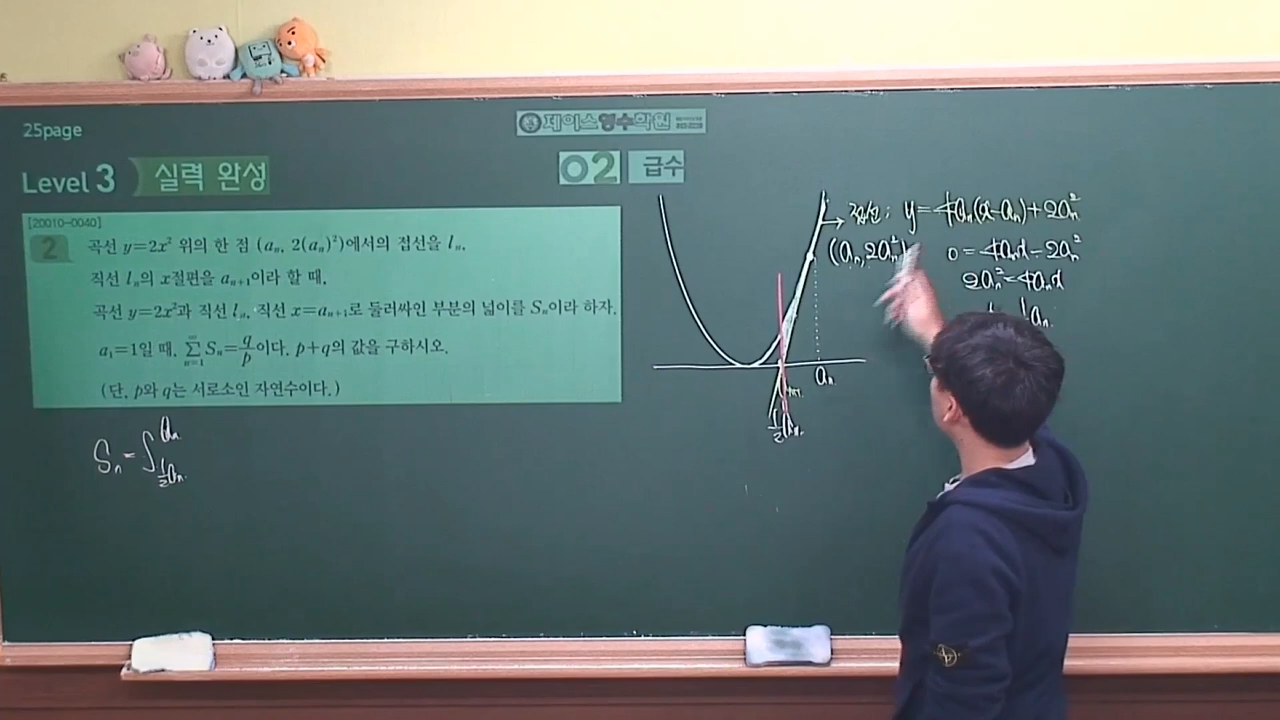 25page
제이스영수학원
Level 3 실력 완성
02 급수
[20010-0040]
2 곡선 y=2x² 위의 한 점 (aₙ, 2(aₙ)²)에서의 접선을 lₙ,
직선 lₙ의 x절편을 aₙ₊₁이라 할 때,
곡선 y=2x²과 직선 lₙ, 직선 x=aₙ₊₁로 둘러싸인 부분의 넓이를 Sₙ이라 하자.
a₁=1일 때, ∑_{n=1}^{∞} Sₙ=q/p이다. p+q의 값을 구하시오.
(단, p와 q는 서로소인 자연수이다.)
Sₙ=∫_{½aₙ}^{aₙ}
접선; y=4aₙ(x-aₙ)+2aₙ²
(aₙ, 2aₙ²)
0=4aₙx-2aₙ²
2aₙ²=4aₙx
½aₙ
aₙ
½aₙ